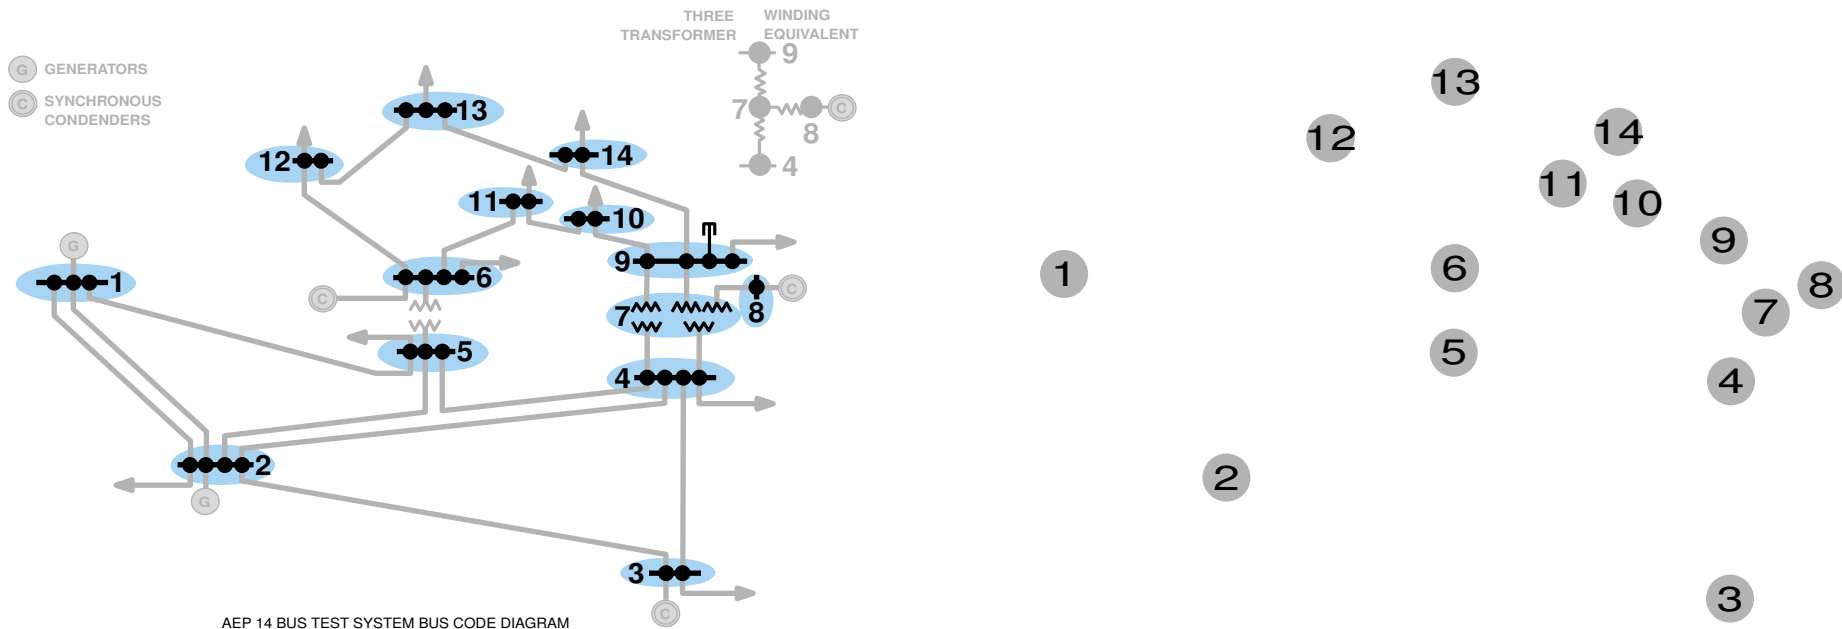 THREE WINDING
TRANSFORMER EQUIVALENT
9
7
C
8
4
G GENERATORS
C SYNCHRONOUS
CONDENDERS
13
12
14
11
10
G
1
6
9
C
C
8
7
5
4
2
G
3
C
AEP 14 BUS TEST SYSTEM BUS CODE DIAGRAM
13
12
14
11
10
9
6
1
8
7
5
4
2
3